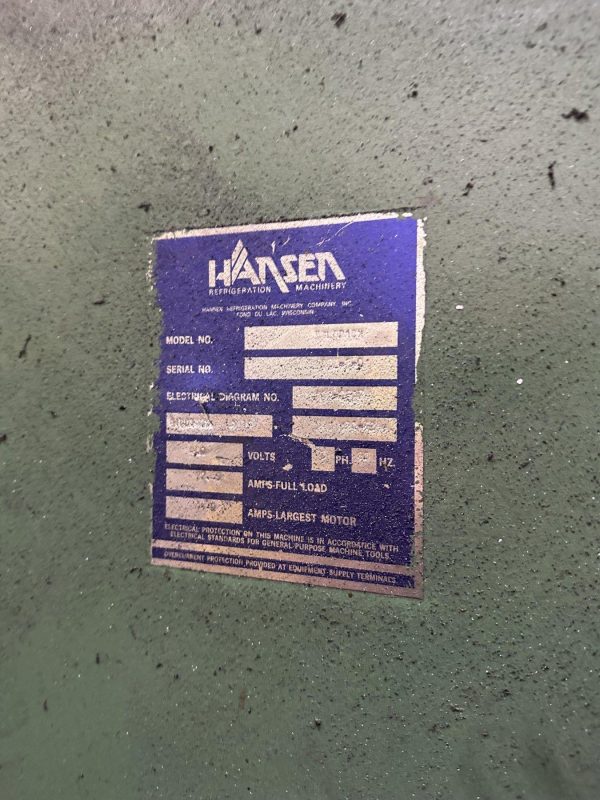 HANSEN
REFRIGERATION MACHINERY
HANSEN REFRIGERATION MACHINERY COMPANY, INC.
FOND DU LAC, WISCONSIN
MODEL NO.
SERIAL NO.
ELECTRICAL DIAGRAM NO.
VOLTS PH. HZ.
AMPS-FULL LOAD
AMPS-LARGEST MOTOR
ELECTRICAL PROTECTION ON THIS MACHINE IS IN ACCORDANCE WITH
ELECTRICAL STANDARDS FOR GENERAL PURPOSE MACHINE TOOLS.
OVERCURRENT PROTECTION PROVIDED AT EQUIPMENT SUPPLY TERMINALS